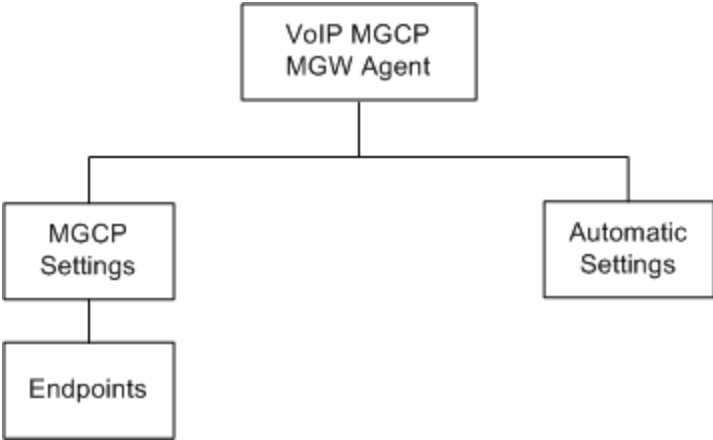 VoIP MGCP
MGW Agent
MGCP
Settings
Automatic
Settings
Endpoints